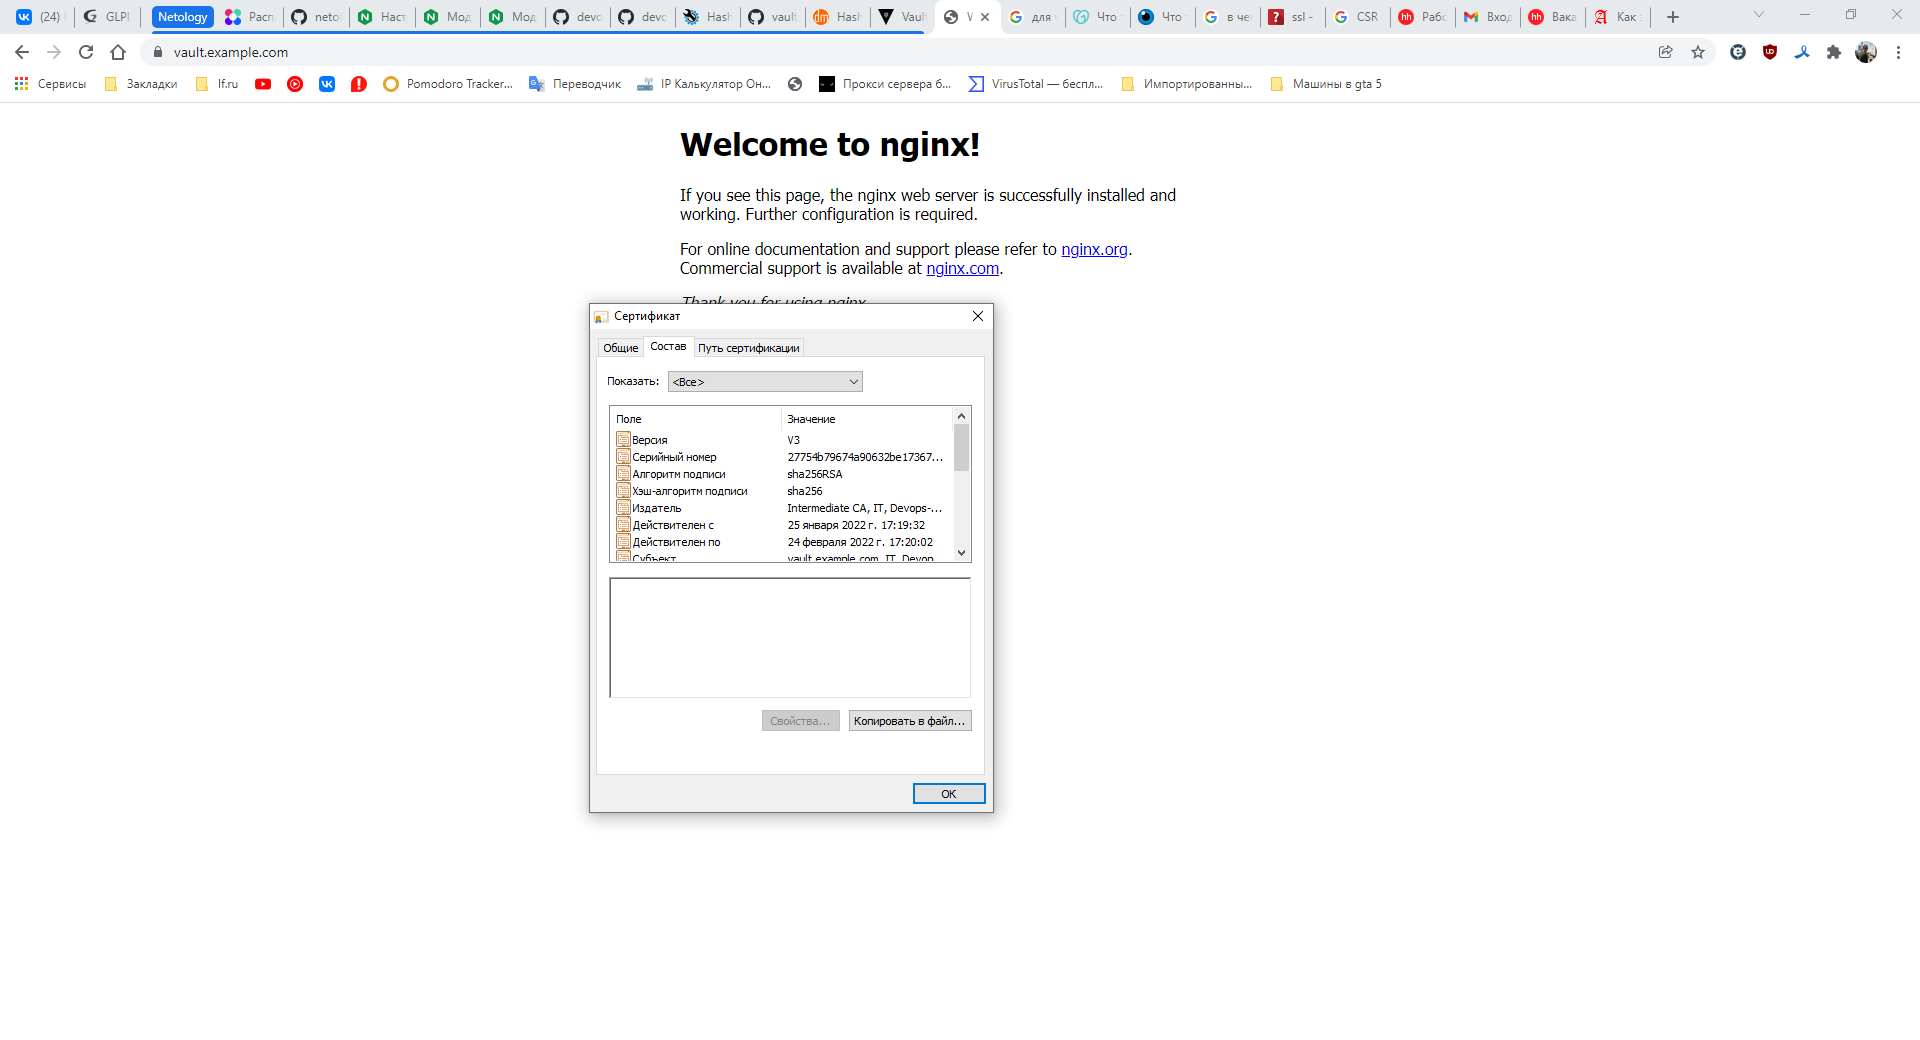 (24)
GLPI
Netology
Расп
neto
Наст
Мод
Мод
devo
devo
Hash
vault
Hash
Vaul
для
Что
Что
в че
ssl -
CSR
Рабо
Вход
Вака
Как
vault.example.com
Сервисы
Закладки
lf.ru
Pomodoro Tracker...
Переводчик
IP Калькулятор Он...
Прокси сервера б...
VirusTotal — беспл...
Импортированны...
Машины в gta 5
Welcome to nginx!
If you see this page, the nginx web server is successfully installed and
working. Further configuration is required.
For online documentation and support please refer to nginx.org.
Commercial support is available at nginx.com.
Thank you for using nginx
Сертификат
Общие
Состав
Путь сертификации
Показать: <Все>
Поле Значение
Версия V3
Серийный номер 27754b79674a90632be17367...
Алгоритм подписи sha256RSA
Хэш-алгоритм подписи sha256
Издатель Intermediate CA, IT, Devops-...
Действителен с 25 января 2022 г. 17:19:32
Действителен по 24 февраля 2022 г. 17:20:02
Субъект vault.example.com, IT, Devop
Свойства... Копировать в файл...
ОК